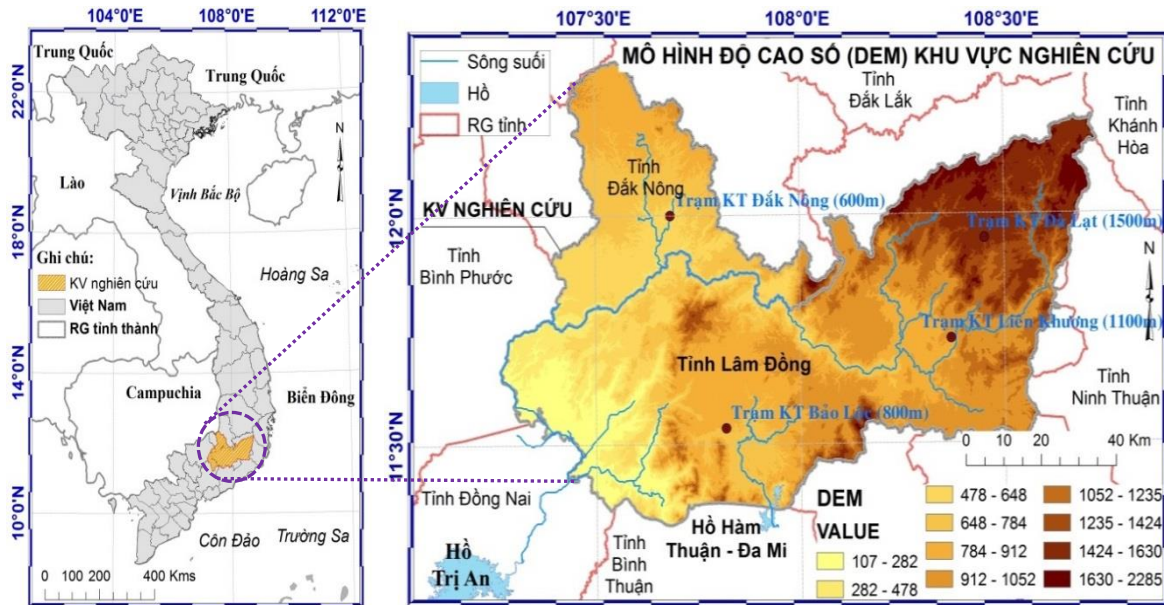 104°0'E
108°0'E
112°0'E
Trung Quốc
Trung Quốc
22°0'N
N
Lào
Vịnh Bắc Bộ
18°0'N
Hoàng Sa
Ghi chú:
KV nghiên cứu
Việt Nam
RG tỉnh thành
14°0'N
Campuchia
Biển Đông
10°0'N
Côn Đảo
Trường Sa
0 100 200 400 Kms
107°30'E
108°0'E
108°30'E
MÔ HÌNH ĐỘ CAO SỐ (DEM) KHU VỰC NGHIÊN CỨU
Sông suối
Hồ
RG tỉnh
Tỉnh
Đắk Lắk
Tỉnh
Khánh
Hòa
Tỉnh
Đắk Nông
Trạm KT Đắk Nông (600m)
KV NGHIÊN CỨU
12°0'N
Trạm KT Đà Lạt (1500m)
Tỉnh
Bình Phước
N
Trạm KT Liên Khương (1100m)
Tỉnh Lâm Đồng
Tỉnh
Ninh Thuận
Trạm KT Bảo Lộc (800m)
11°30'N
0 10 20 40 Km
Tỉnh Đồng Nai
Hồ Hàm
Thuận - Đa Mi
Tỉnh
Bình
Thuận
Hồ
Trị An
DEM
VALUE
107 - 282
282 - 478
478 - 648
648 - 784
784 - 912
912 - 1052
1052 - 1235
1235 - 1424
1424 - 1630
1630 - 2285